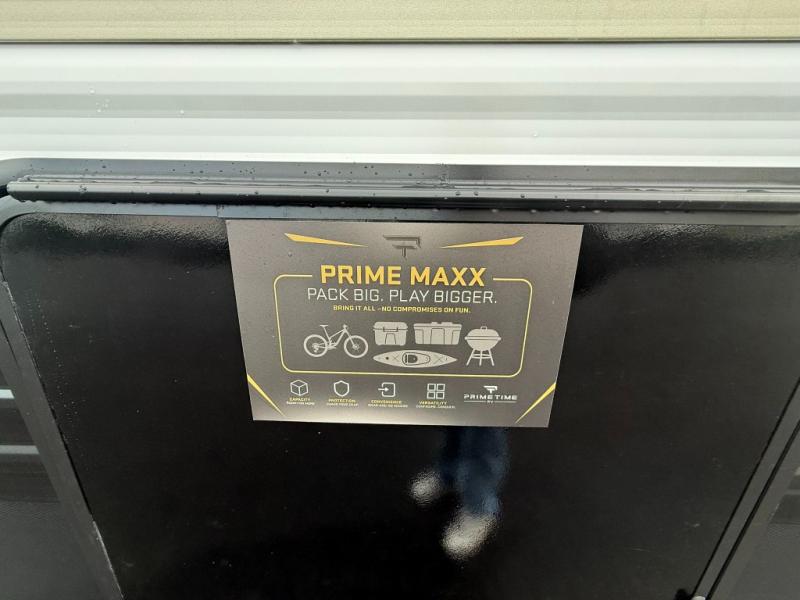 PRIME MAXX
PACK BIG. PLAY BIGGER.
BRING IT ALL – NO COMPROMISES ON FUN.
CAPACITY
PROTECTION
CONVENIENCE
VERSATILITY
PRIME TIME
RV